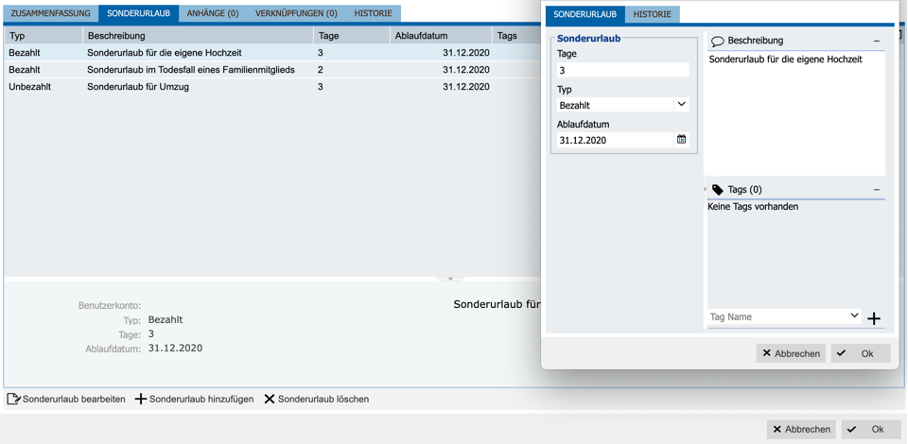 ZUSAMMENFASSUNG SONDERURLAUB ANHÄNGE (0) VERKNÜPFUNGEN (0) HISTORIE
Typ Beschreibung Tage Ablaufdatum Tags
Bezahlt Sonderurlaub für die eigene Hochzeit 3 31.12.2020
Bezahlt Sonderurlaub im Todesfall eines Familienmitglieds 2 31.12.2020
Unbezahlt Sonderurlaub für Umzug 3 31.12.2020
Benutzerkonto:
Typ: Bezahlt
Tage: 3
Ablaufdatum: 31.12.2020
Sonderurlaub für
Sonderurlaub bearbeiten Sonderurlaub hinzufügen Sonderurlaub löschen
Abbrechen Ok
SONDERURLAUB HISTORIE
Sonderurlaub
Tage
3
Typ
Bezahlt
Ablaufdatum
31.12.2020
Beschreibung
Sonderurlaub für die eigene Hochzeit
Tags (0)
Keine Tags vorhanden
Tag Name
Abbrechen Ok